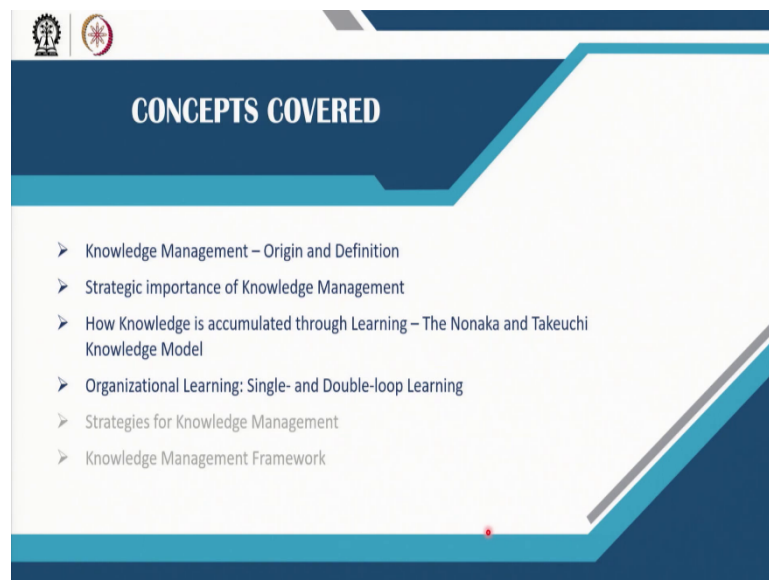 CONCEPTS COVERED
➢ Knowledge Management – Origin and Definition
➢ Strategic importance of Knowledge Management
➢ How Knowledge is accumulated through Learning – The Nonaka and Takeuchi
Knowledge Model
➢ Organizational Learning: Single- and Double-loop Learning
➢ Strategies for Knowledge Management
➢ Knowledge Management Framework